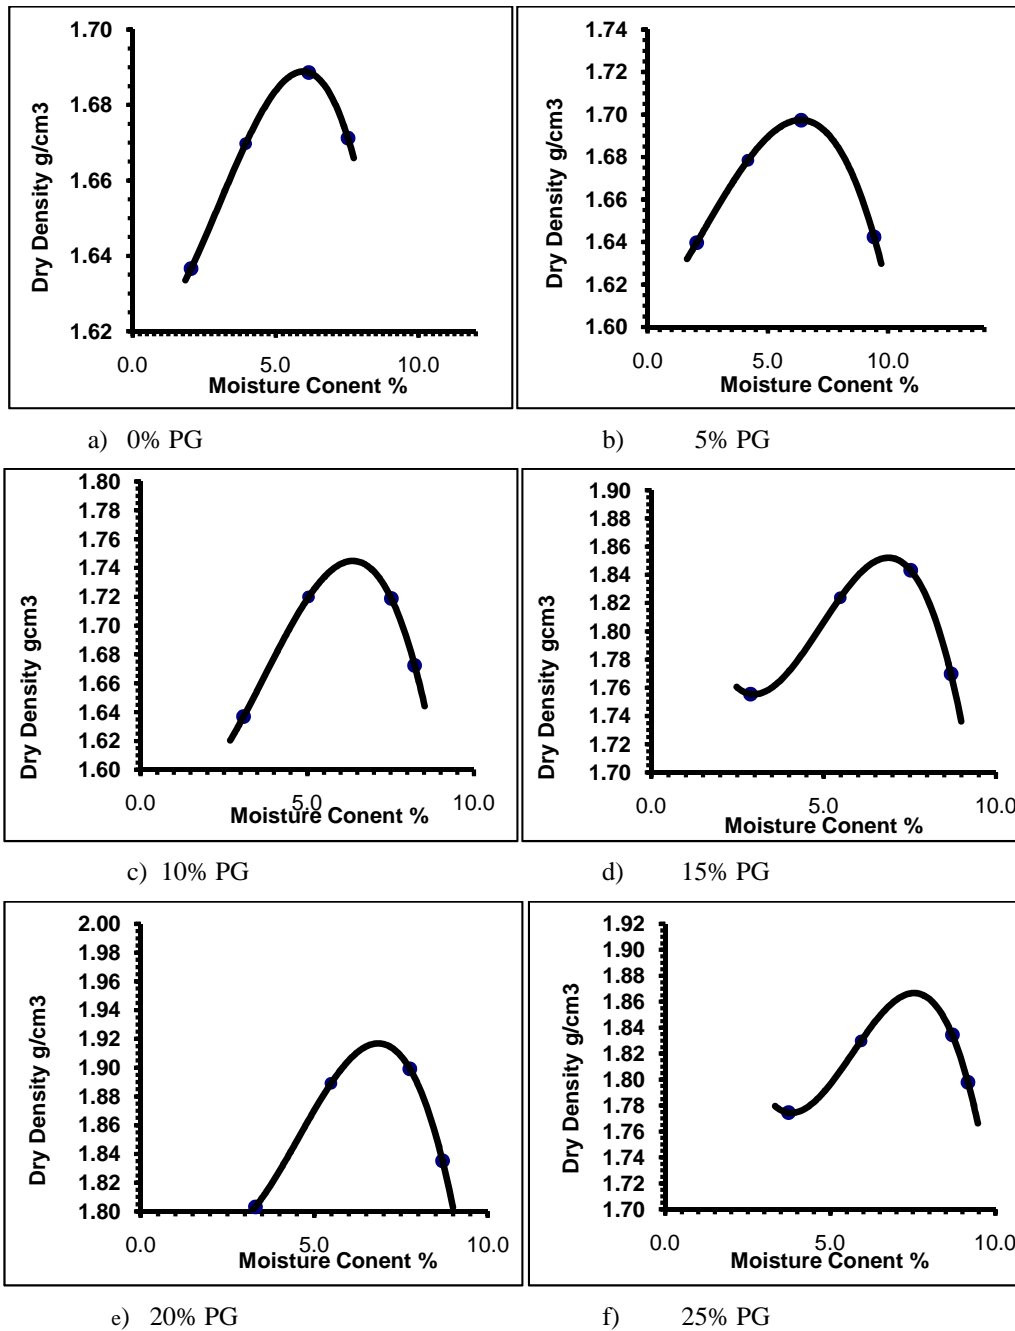 1.70
1.68
1.66
1.64
1.62
Dry Density g/cm3
0.0 5.0 10.0
Moisture Conent %
a) 0% PG
1.74
1.72
1.70
1.68
1.66
1.64
1.62
1.60
Dry Density g/cm3
0.0 5.0 10.0
Moisture Conent %
b) 5% PG
1.80
1.78
1.76
1.74
1.72
1.70
1.68
1.66
1.64
1.62
1.60
Dry Density gcm3
0.0 5.0 10.0
Moisture Conent %
c) 10% PG
1.90
1.88
1.86
1.84
1.82
1.80
1.78
1.76
1.74
1.72
1.70
Dry Density g/cm3
0.0 5.0 10.0
Moisture Conent %
d) 15% PG
2.00
1.98
1.96
1.94
1.92
1.90
1.88
1.86
1.84
1.82
1.80
Dry Density g/cm3
0.0 5.0 10.0
Moisture Conent %
e) 20% PG
1.92
1.90
1.88
1.86
1.84
1.82
1.80
1.78
1.76
1.74
1.72
1.70
Dry Density g/cm3
0.0 5.0 10.0
Moisture Conent %
f) 25% PG